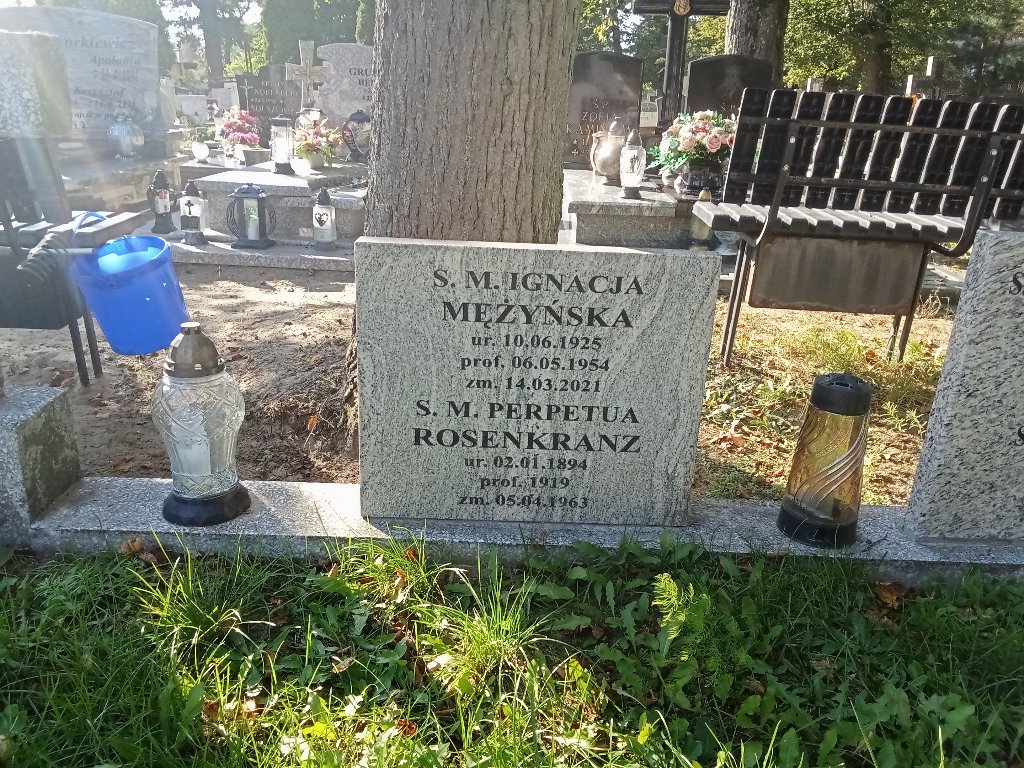 S. M. IGNACJA
MĘŻYŃSKA
ur. 10.06.1925
prof. 06.05.1954
zm. 14.03.2021
S. M. PERPETUA
ROSENKRANZ
ur. 02.01.1894
prof. 1919
zm. 05.04.1963
Apolonia